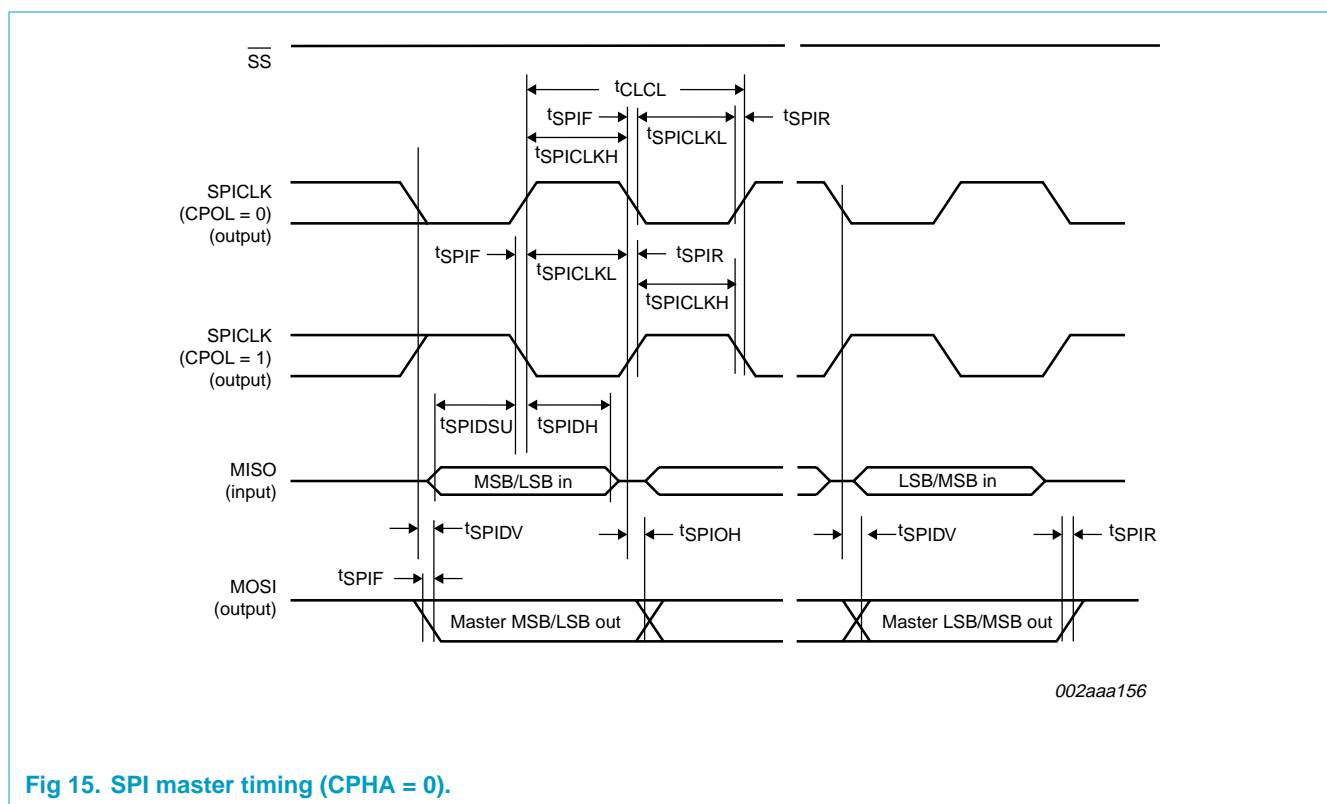 SS
tCLCL
tSPIF
tSPICLKL
tSPIR
tSPICLKH
SPICLK
(CPOL = 0)
(output)
tSPIF
tSPICLKL
tSPIR
tSPICLKH
SPICLK
(CPOL = 1)
(output)
tSPIDSU
tSPIDH
MISO
(input)
MSB/LSB in
LSB/MSB in
tSPIDV
tSPIOH
tSPIDV
tSPIR
tSPIF
MOSI
(output)
Master MSB/LSB out
Master LSB/MSB out
002aaa156
Fig 15. SPI master timing (CPHA = 0).